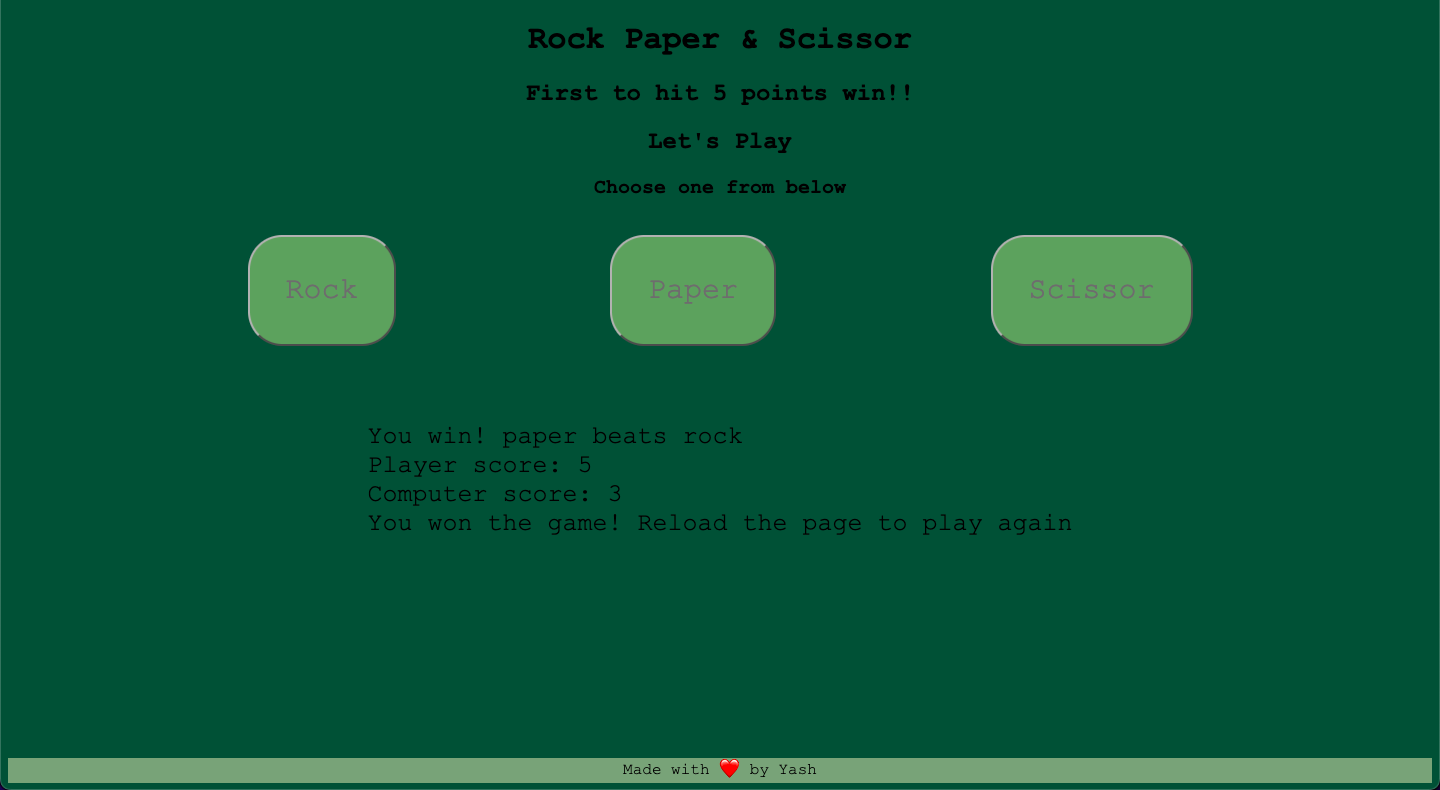 Rock Paper & Scissor
First to hit 5 points win!!
Let's Play
Choose one from below
Rock
Paper
Scissor
You win! paper beats rock
Player score: 5
Computer score: 3
You won the game! Reload the page to play again
Made with ❤️ by Yash